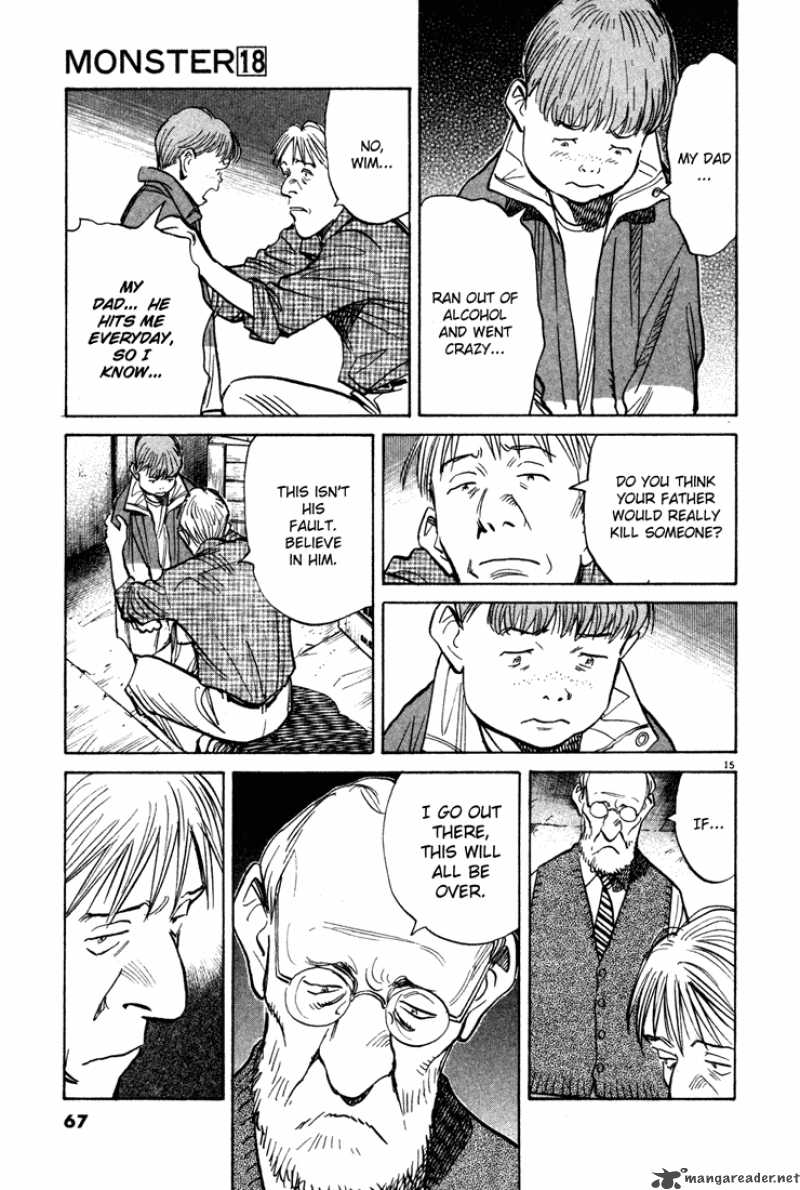 MONSTER 18
MY DAD
...
RAN OUT OF
ALCOHOL
AND WENT
CRAZY...
NO,
WIM...
MY
DAD... HE
HITS ME
EVERYDAY,
SO I
KNOW...
DO YOU THINK
YOUR FATHER
WOULD REALLY
KILL SOMEONE?
THIS ISN'T
HIS
FAULT.
BELIEVE
IN HIM.
15
IF...
I GO OUT
THERE,
THIS WILL
ALL BE
OVER.
67
mangareader.net